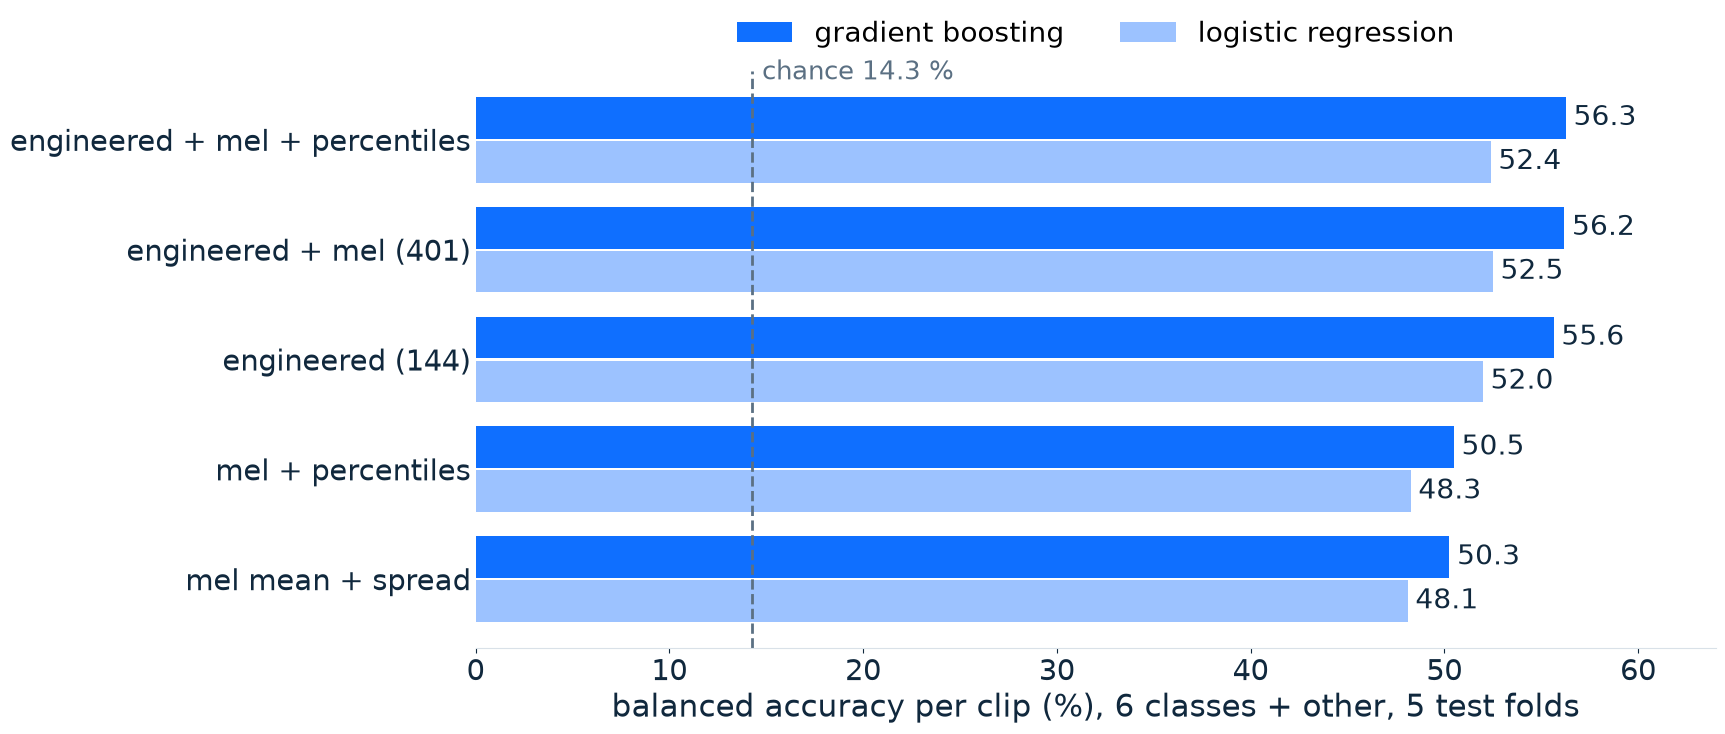 gradient boosting
logistic regression
chance 14.3 %
engineered + mel + percentiles
56.3
52.4
engineered + mel (401)
56.2
52.5
engineered (144)
55.6
52.0
mel + percentiles
50.5
48.3
mel mean + spread
50.3
48.1
0 10 20 30 40 50 60
balanced accuracy per clip (%), 6 classes + other, 5 test folds